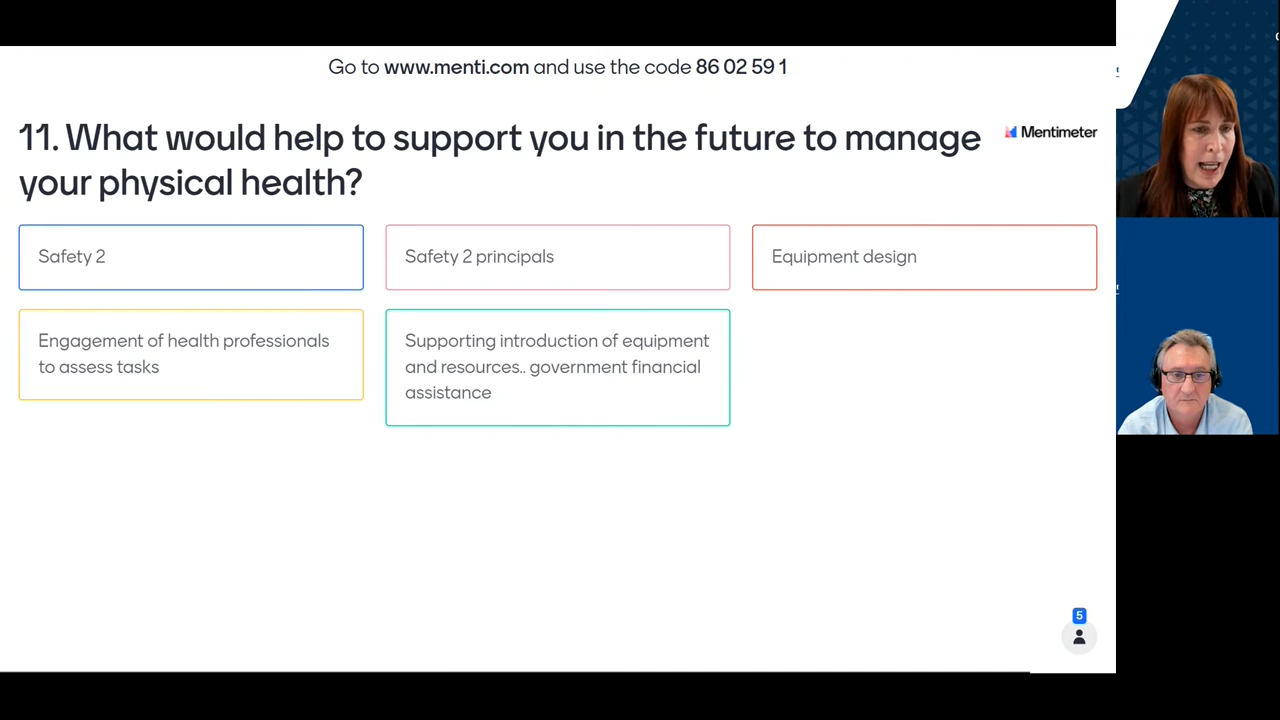 Go to www.menti.com and use the code 86 02 59 1
11. What would help to support you in the future to manage
your physical health?
Mentimeter
Safety 2
Safety 2 principals
Equipment design
Engagement of health professionals
to assess tasks
Supporting introduction of equipment
and resources.. government financial
assistance
5